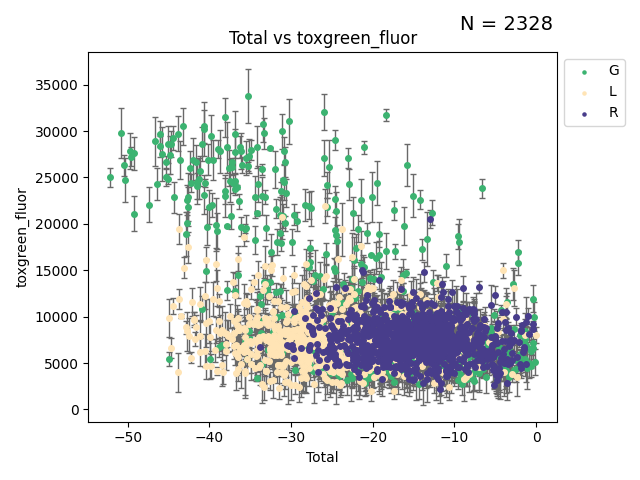 N = 2328
Total vs toxgreen_fluor
G
L
R
35000
30000
25000
20000
15000
10000
5000
0
toxgreen_fluor
−50
−40
−30
−20
−10
0
Total